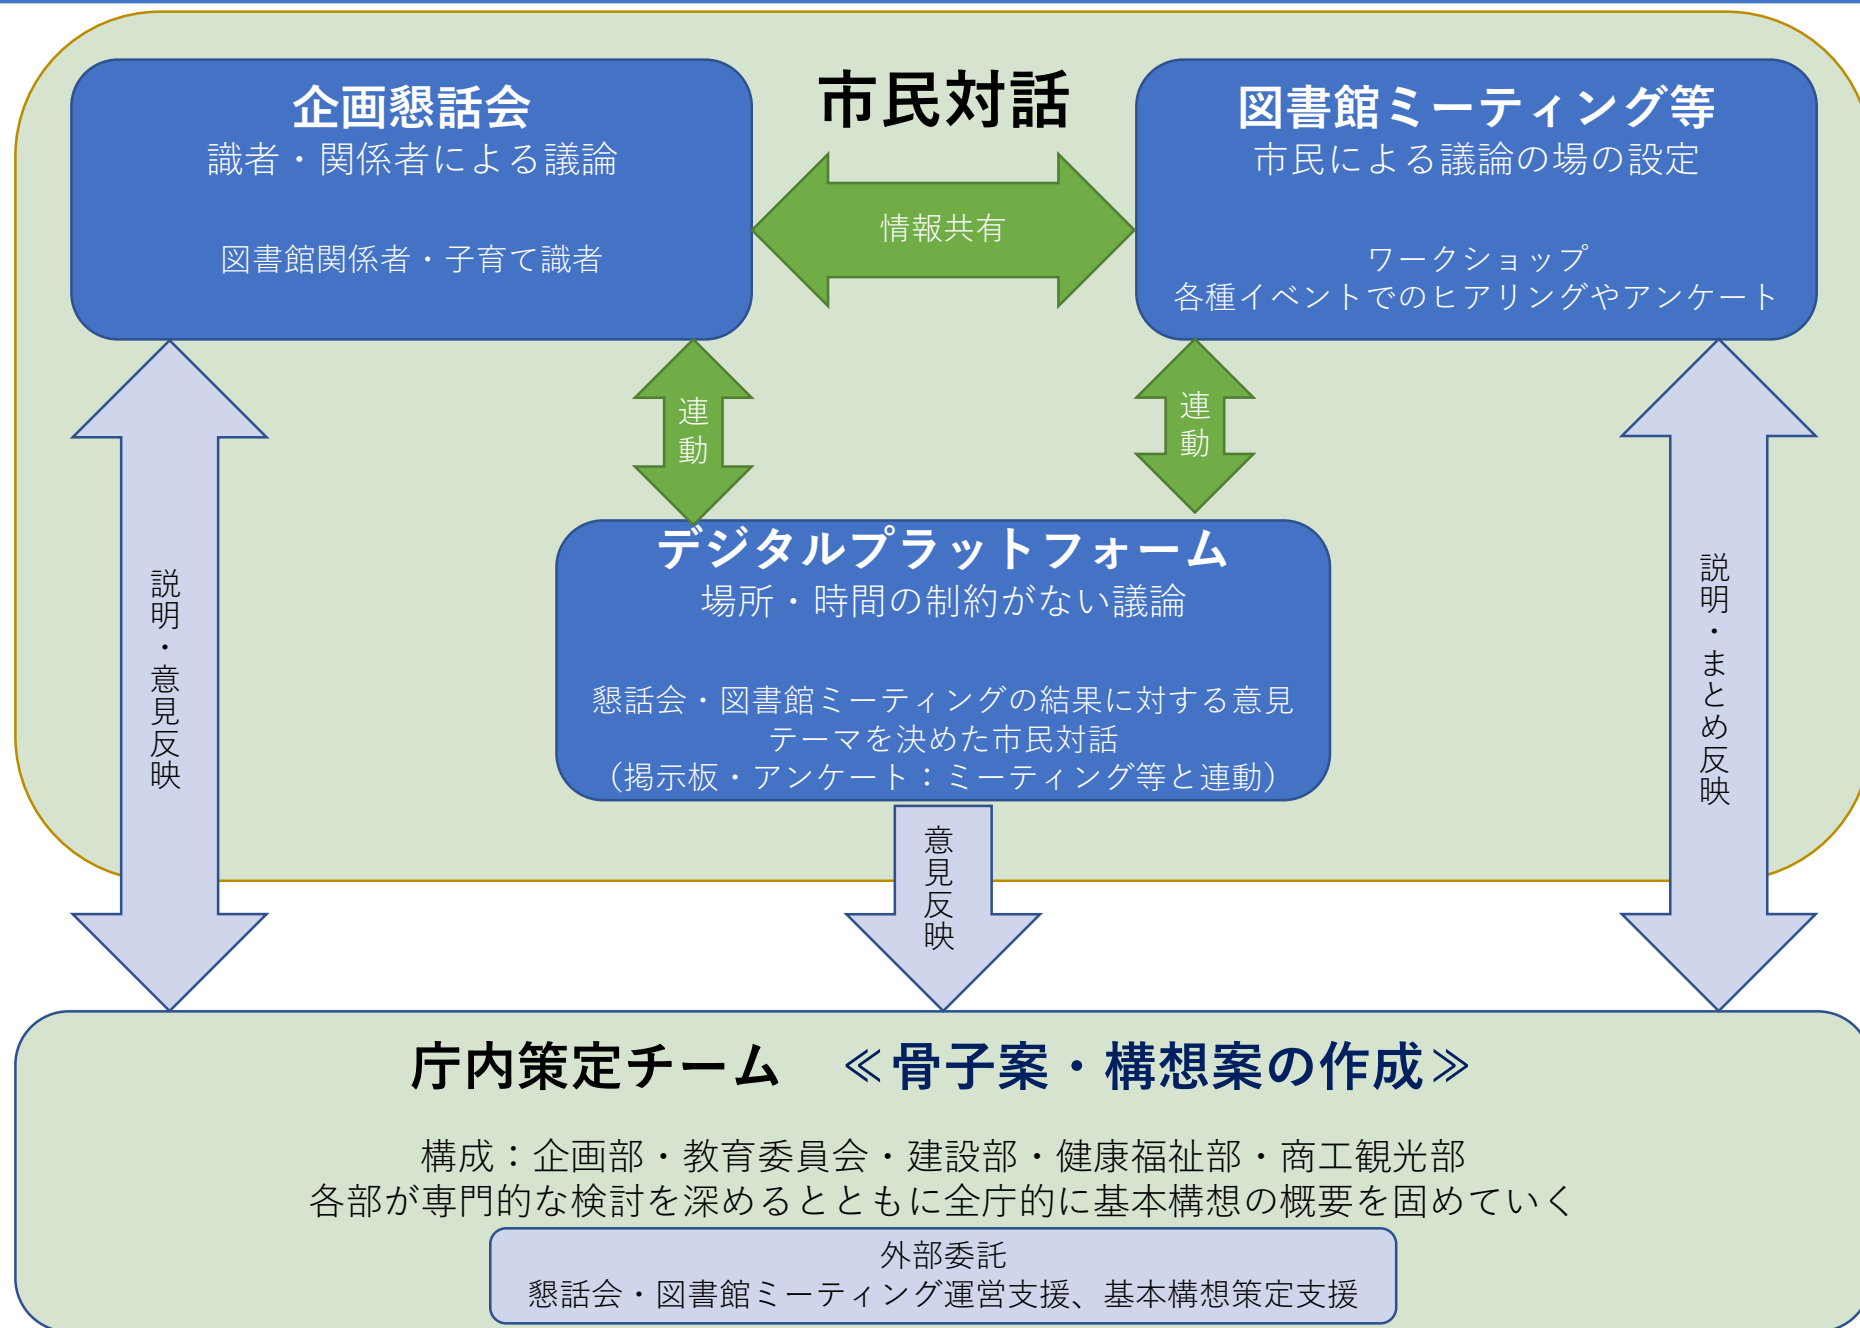 市民対話
企画懇話会
識者・関係者による議論
図書館関係者・子育て識者
情報共有
図書館ミーティング等
市民による議論の場の設定
ワークショップ
各種イベントでのヒアリングやアンケート
連動
連動
デジタルプラットフォーム
場所・時間の制約がない議論
懇話会・図書館ミーティングの結果に対する意見
テーマを決めた市民対話
（掲示板・アンケート：ミーティング等と連動）
説明・意見反映
意見反映
説明・まとめ反映
庁内策定チーム　≪骨子案・構想案の作成≫
構成：企画部・教育委員会・建設部・健康福祉部・商工観光部
各部が専門的な検討を深めるとともに全庁的に基本構想の概要を固めていく
外部委託
懇話会・図書館ミーティング運営支援、基本構想策定支援